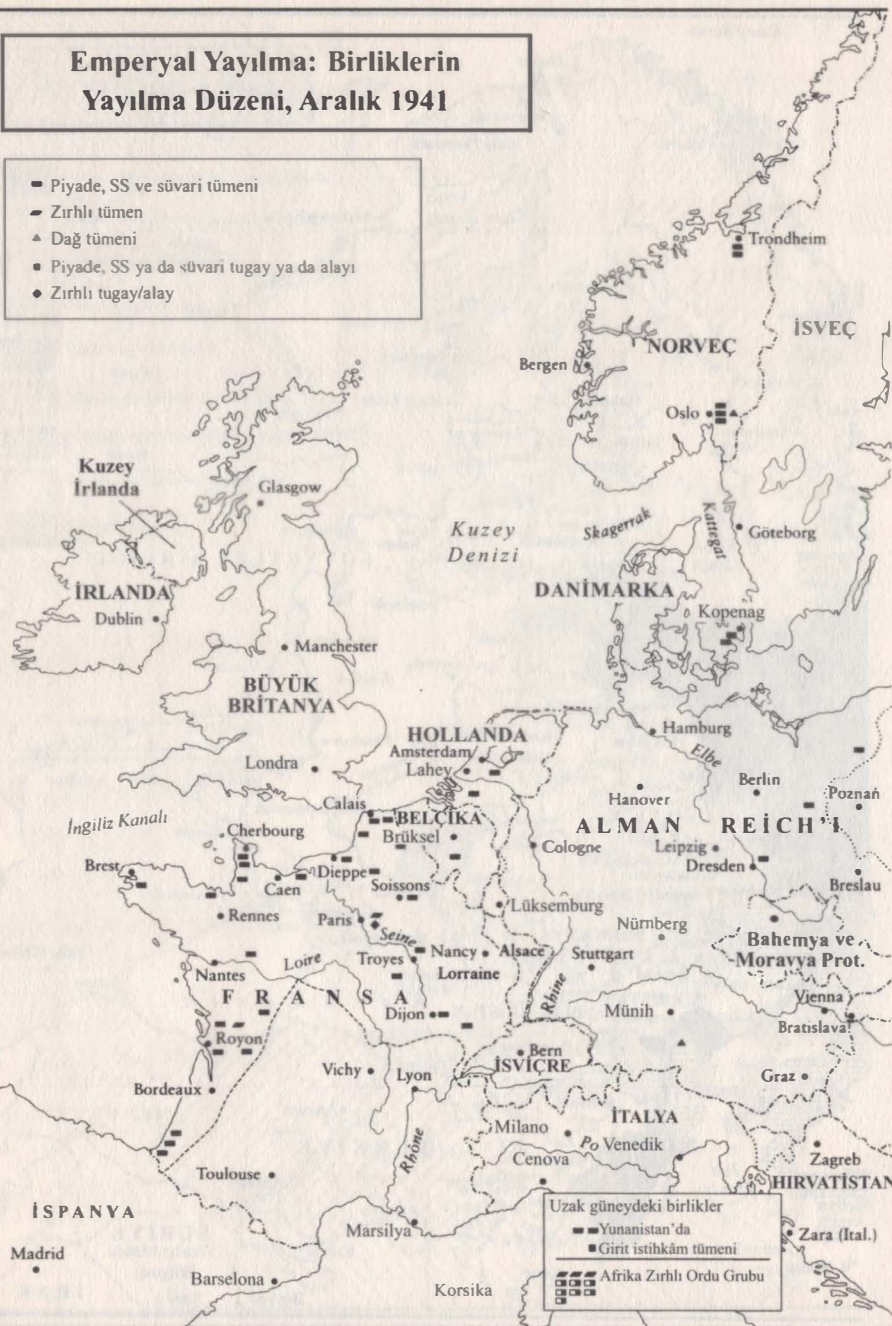 Emperyal Yayılma: Birliklerin
Yayılma Düzeni, Aralık 1941
Piyade, SS ve süvari tümeni
Zırhlı tümen
Dağ tümeni
Piyade, SS ya da süvari tugay ya da alayı
Zırhlı tugay/alay
Trondheim
İSVEÇ
NORVEÇ
Bergen
Oslo
Kuzey
İrlanda
Glasgow
Kuzey
Denizi
Skagerrak
Kattegat
Göteborg
İRLANDA
Dublin
DANİMARKA
Kopenag
Manchester
BÜYÜK
BRİTANYA
HOLLANDA
Amsterdam
Lahey
Hamburg
Elbe
Londra
Berlin
Poznań
Hanover
Calais
BELÇİKA
Brüksel
İngiliz Kanalı
Cherbourg
ALMAN REİCH'I
Cologne
Leipzig
Dresden
Brest
Caen
Dieppe
Soissons
Breslau
Lüksemburg
Rennes
Paris
Seine
Nürnberg
Bahemya ve
Moravya Prot.
Troyes
Nancy
Alsace
Lorraine
Stuttgart
Nantes
Loire
Rhine
FRANSA
Dijon
Münih
Vienna
Bratislava
Royon
Bern
İSVİÇRE
Vichy
Lyon
Graz
Bordeaux
İTALYA
Milano
Po
Venedik
Rhône
Cenova
Zagreb
HIRVATİSTAN
Toulouse
İSPANYA
Marsilya
Uzak güneydeki birlikler
Yunanistan'da
Girit istihkâm tümeni
Afrika Zırhlı Ordu Grubu
Zara (İtal.)
Madrid
Barselona
Korsika